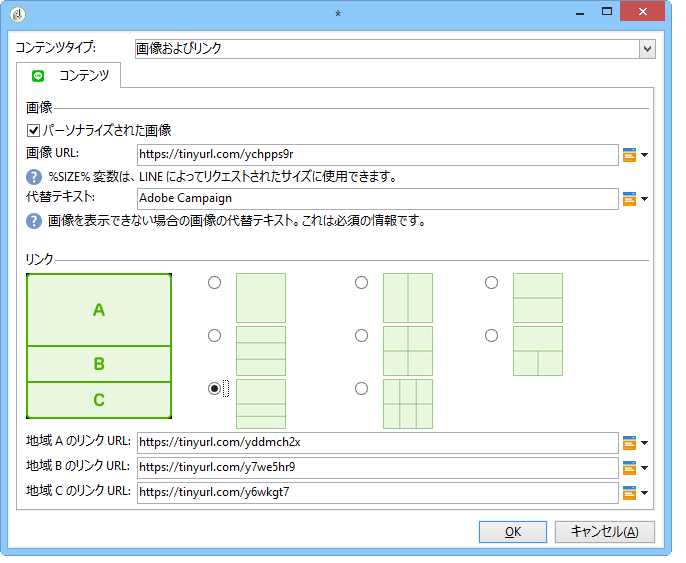 *
コンテンツタイプ: 画像およびリンク
コンテンツ
画像
パーソナライズされた画像
画像 URL: https://tinyurl.com/ychpps9r
%SIZE% 変数は、LINE によってリクエストされたサイズに使用できます。
代替テキスト: Adobe Campaign
画像を表示できない場合の画像の代替テキスト。これは必須の情報です。
リンク
A
B
C
地域 A のリンク URL: https://tinyurl.com/yddmch2x
地域 B のリンク URL: https://tinyurl.com/y7we5hr9
地域 C のリンク URL: https://tinyurl.com/y6wkgt7
OK キャンセル(A)